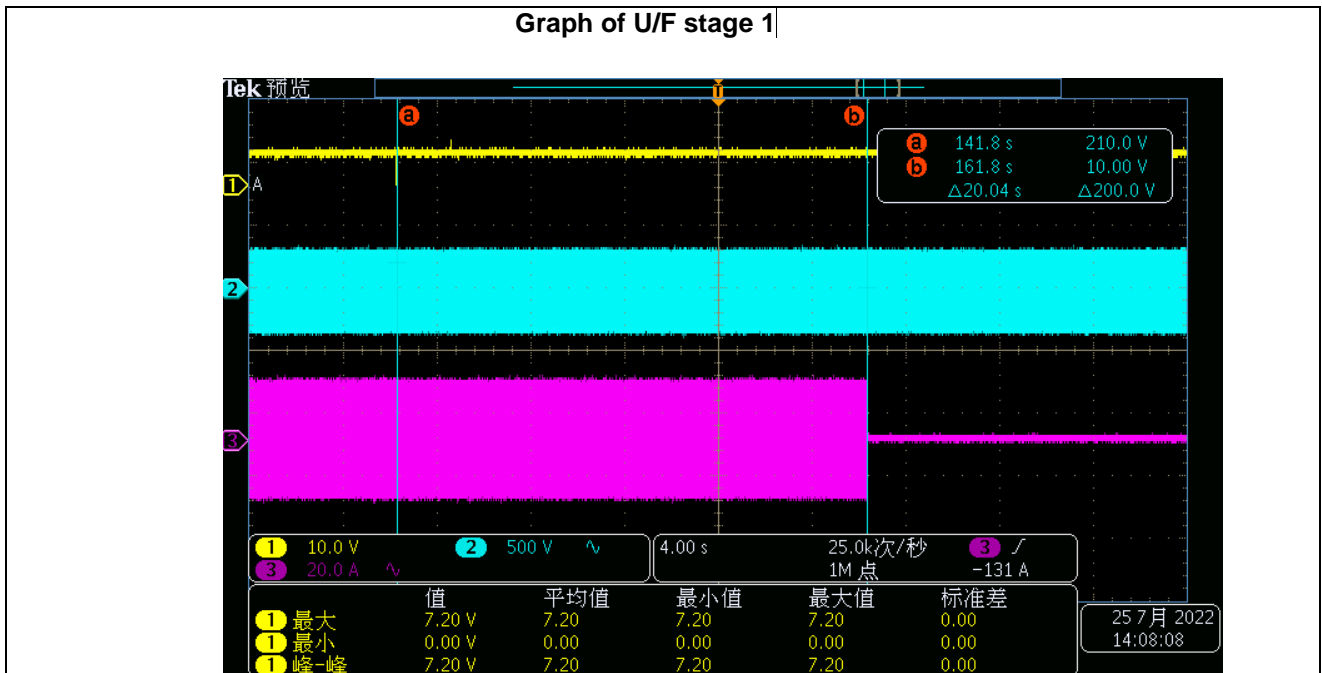 Graph of U/F stage 1
Tek 预览
T
a b
a 141.8 s 210.0 V
b 161.8 s 10.00 V
△20.04 s △200.0 V
1 A
2
3
1 10.0 V 2 500 V
3 20.0 A
4.00 s 25.0k次/秒 3
1M 点 −131 A
值 平均值 最小值 最大值 标准差
1 最大 7.20 V 7.20 7.20 7.20 0.00
1 最小 0.00 V 0.00 0.00 0.00 0.00
1 峰-峰 7.20 V 7.20 7.20 7.20 0.00
25 7月 2022
14:08:08